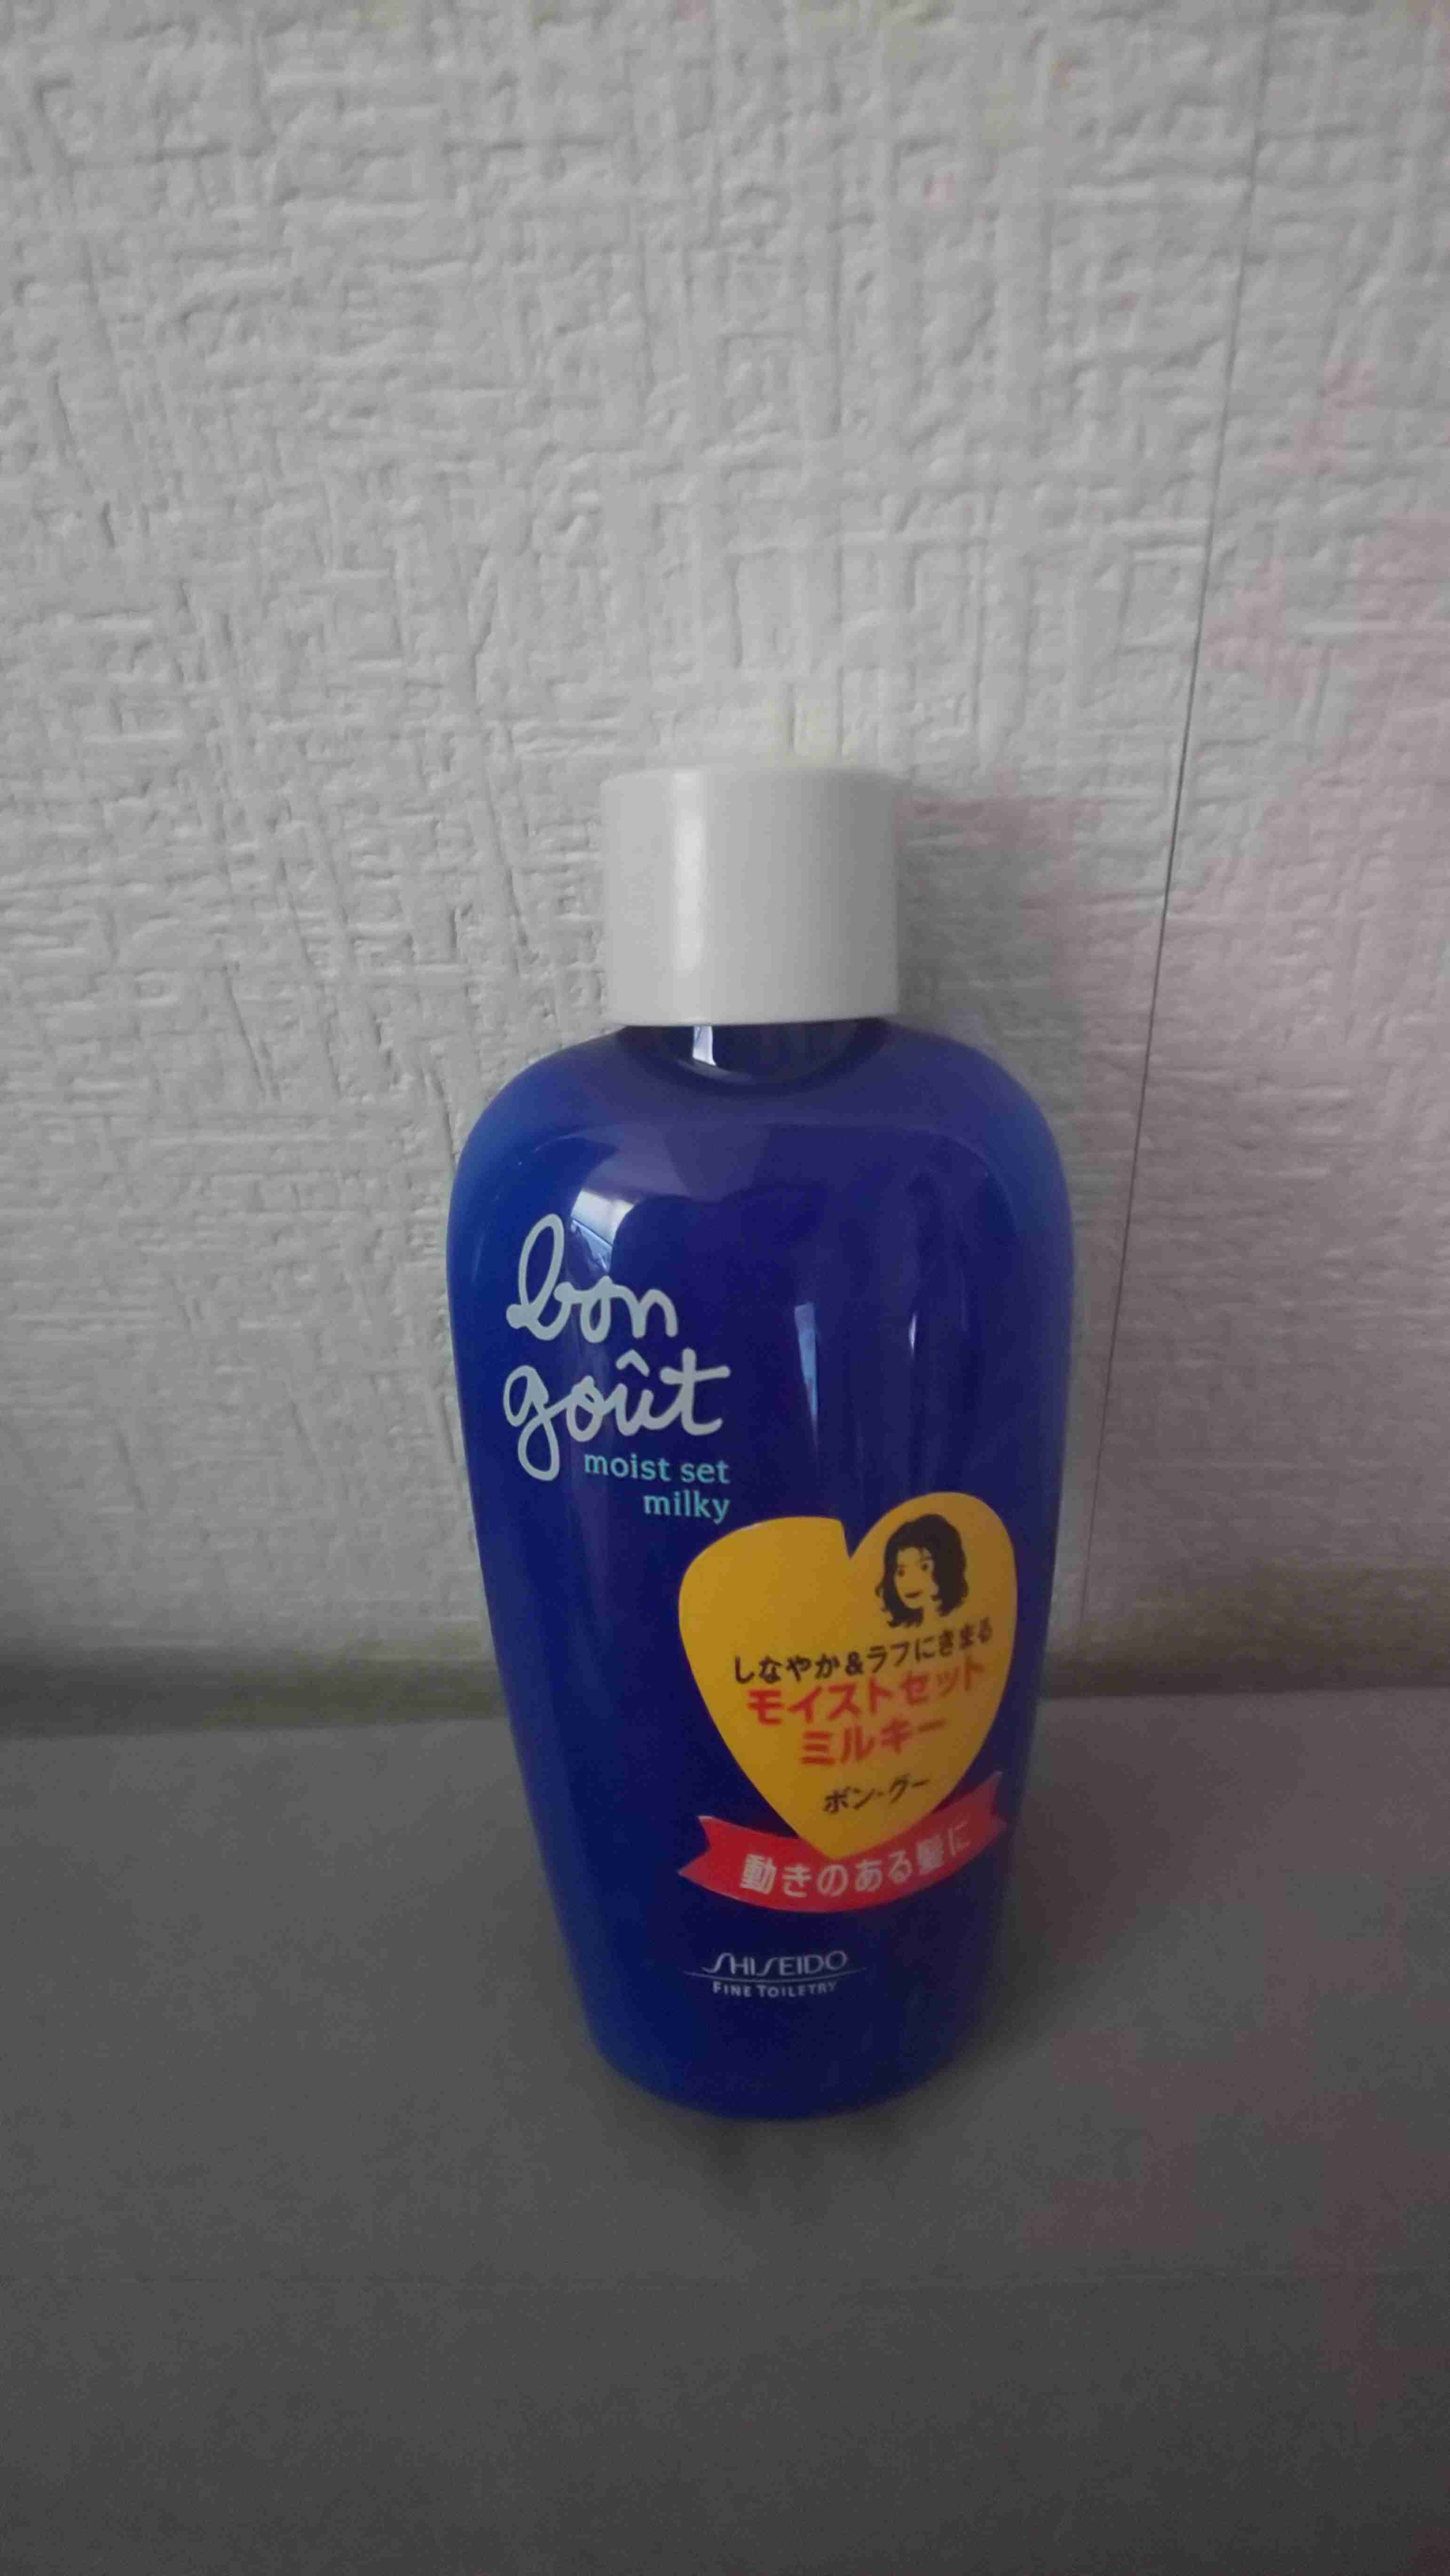 bon
goût
moist set
milky
しなやか&ラフにきまる
モイストセット
ミルキー
ボン・グー
動きのある髪に
SHISEIDO
FINE TOILETRY